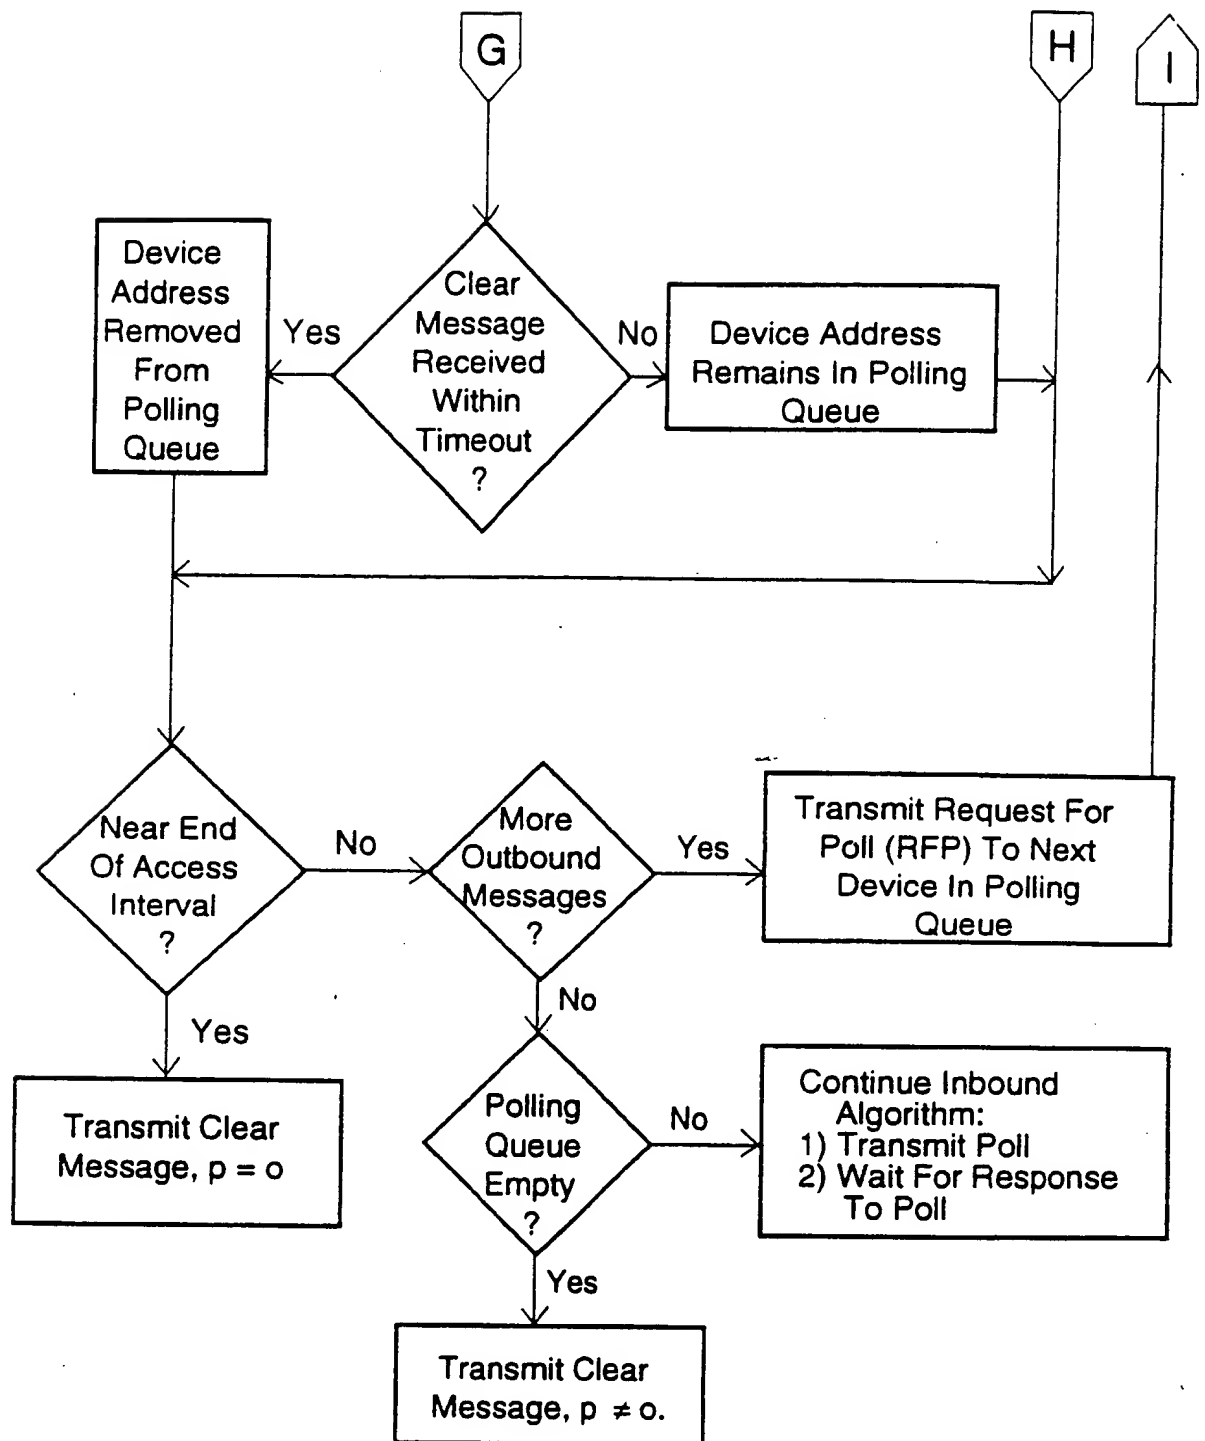 G
H
I
Device
Address
Removed
From
Polling
Queue
Yes
Clear
Message
Received
Within
Timeout
?
No
Device Address
Remains In Polling
Queue
Near End
Of Access
Interval
?
No
More
Outbound
Messages
?
Yes
Transmit Request For
Poll (RFP) To Next
Device In Polling
Queue
Yes
No
Transmit Clear
Message, p = o
Polling
Queue
Empty
?
No
Continue Inbound
Algorithm:
1) Transmit Poll
2) Wait For Response
To Poll
Yes
Transmit Clear
Message, p ≠ o.